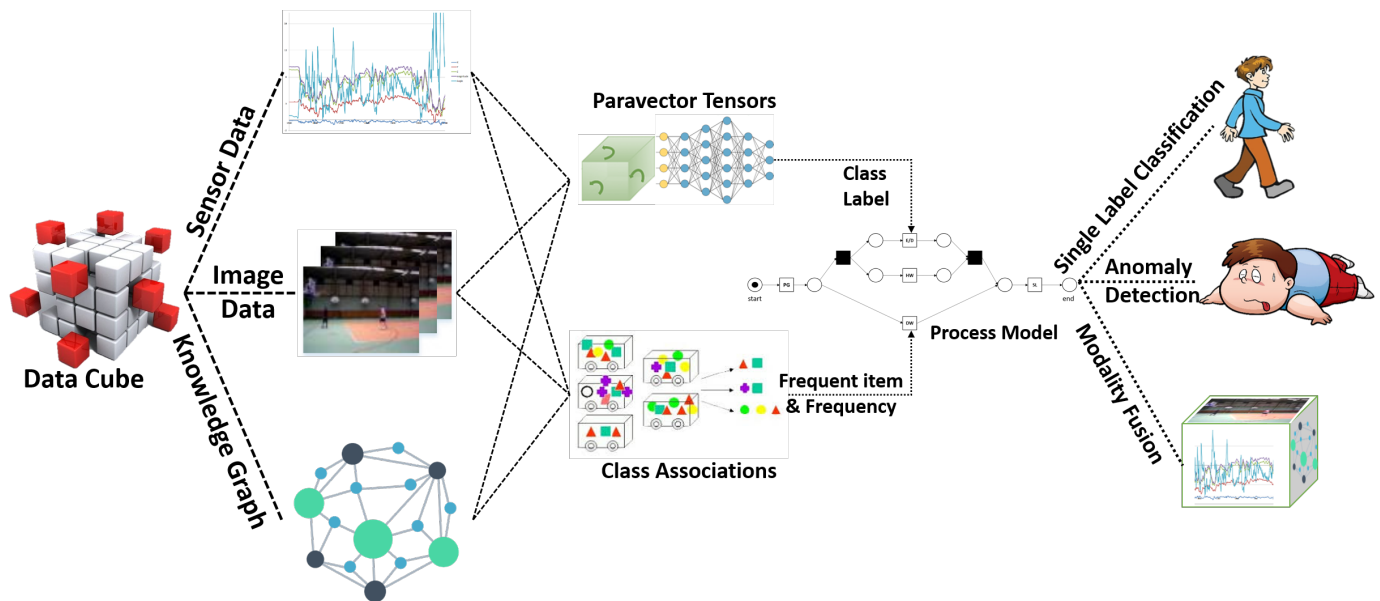 Data Cube
Sensor Data
Image
Data
Knowledge Graph
Paravector Tensors
Class
Label
Class Associations
Frequent item
& Frequency
start
PG
E/D
HW
DW
SL
end
Process Model
Single Label Classification
Anomaly
Detection
Modality Fusion